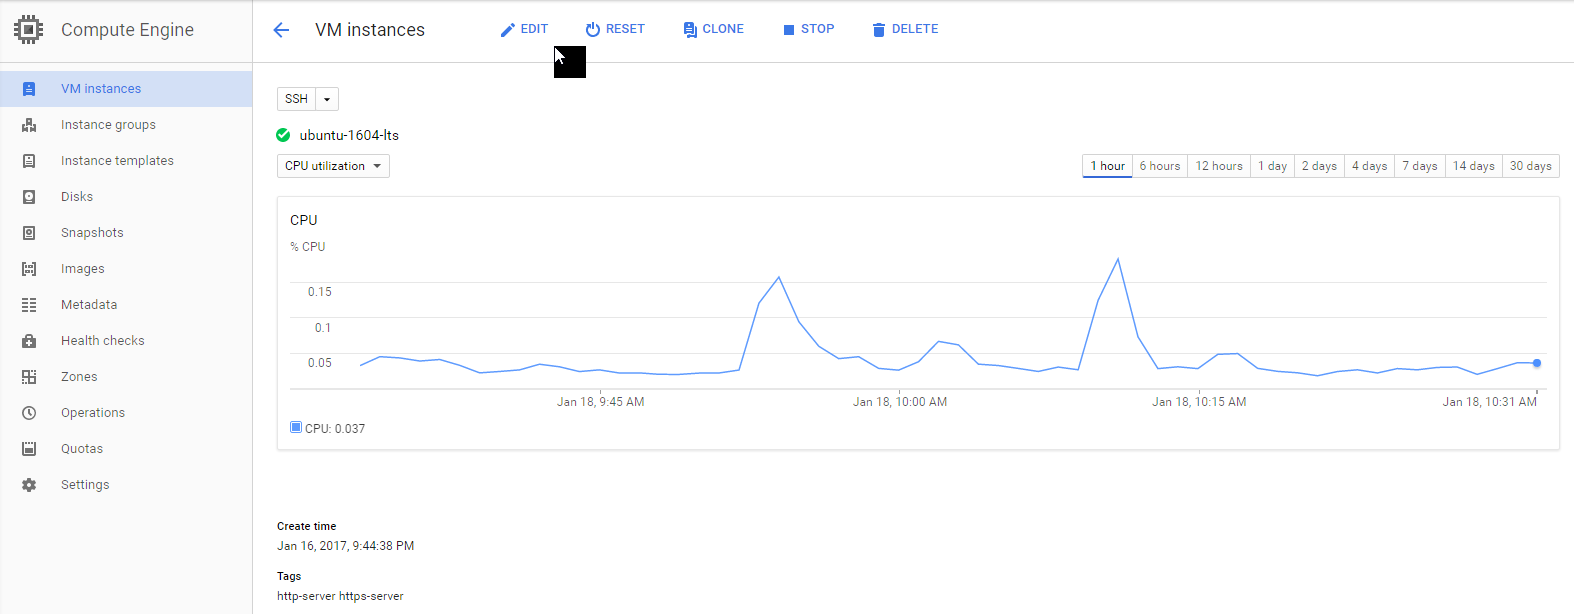 Compute Engine
VM instances
EDIT
RESET
CLONE
STOP
DELETE
VM instances
Instance groups
Instance templates
Disks
Snapshots
Images
Metadata
Health checks
Zones
Operations
Quotas
Settings
SSH
ubuntu-1604-lts
CPU utilization
1 hour 6 hours 12 hours 1 day 2 days 4 days 7 days 14 days 30 days
CPU
% CPU
0.15
0.1
0.05
Jan 18, 9:45 AM Jan 18, 10:00 AM Jan 18, 10:15 AM Jan 18, 10:31 AM
CPU: 0.037
Create time
Jan 16, 2017, 9:44:38 PM
Tags
http-server https-server